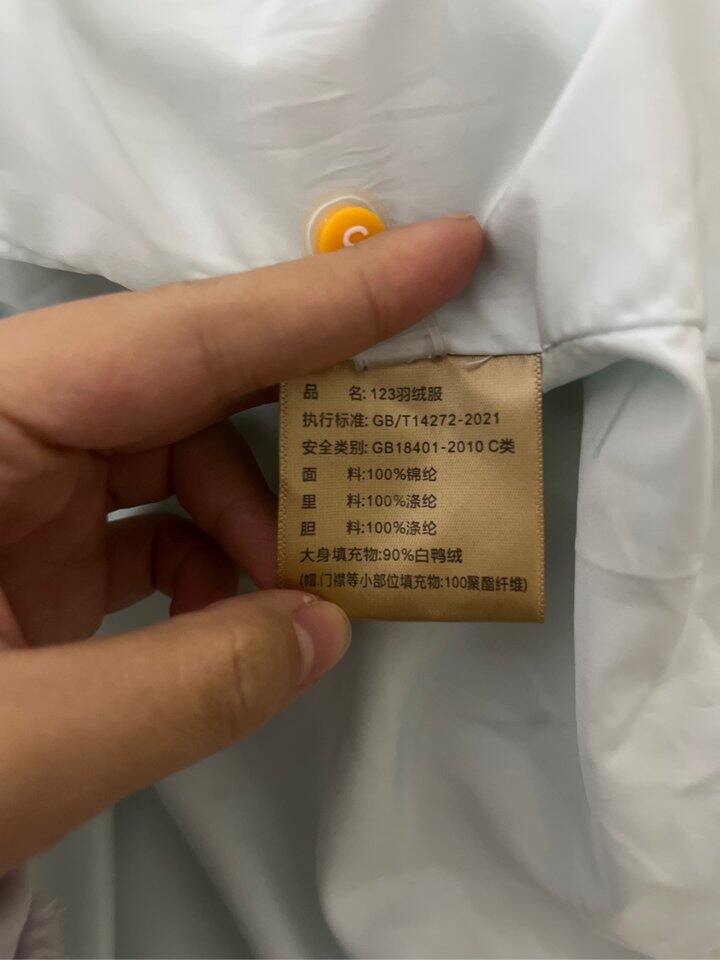 C
品 名: 123羽绒服
执行标准: GB/T14272-2021
安全类别: GB18401-2010 C类
面 料:100%锦纶
里 料:100%涤纶
胆 料:100%涤纶
大身填充物:90%白鸭绒
(帽.门襟等小部位填充物:100聚酯纤维)